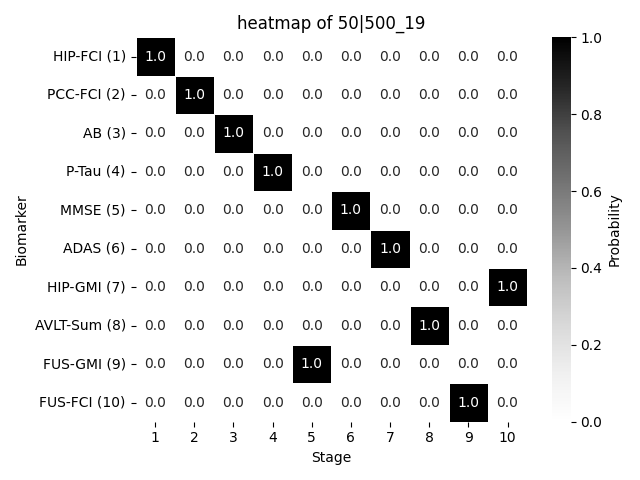 heatmap of 50|500_19
HIP-FCI (1) 1.0 0.0 0.0 0.0 0.0 0.0 0.0 0.0 0.0 0.0
PCC-FCI (2) 0.0 1.0 0.0 0.0 0.0 0.0 0.0 0.0 0.0 0.0
AB (3) 0.0 0.0 1.0 0.0 0.0 0.0 0.0 0.0 0.0 0.0
P-Tau (4) 0.0 0.0 0.0 1.0 0.0 0.0 0.0 0.0 0.0 0.0
MMSE (5) 0.0 0.0 0.0 0.0 0.0 1.0 0.0 0.0 0.0 0.0
ADAS (6) 0.0 0.0 0.0 0.0 0.0 0.0 1.0 0.0 0.0 0.0
HIP-GMI (7) 0.0 0.0 0.0 0.0 0.0 0.0 0.0 0.0 0.0 1.0
AVLT-Sum (8) 0.0 0.0 0.0 0.0 0.0 0.0 0.0 1.0 0.0 0.0
FUS-GMI (9) 0.0 0.0 0.0 0.0 1.0 0.0 0.0 0.0 0.0 0.0
FUS-FCI (10) 0.0 0.0 0.0 0.0 0.0 0.0 0.0 0.0 1.0 0.0
1 2 3 4 5 6 7 8 9 10
Stage
Biomarker
1.0
0.8
0.6
0.4
0.2
0.0
Probability